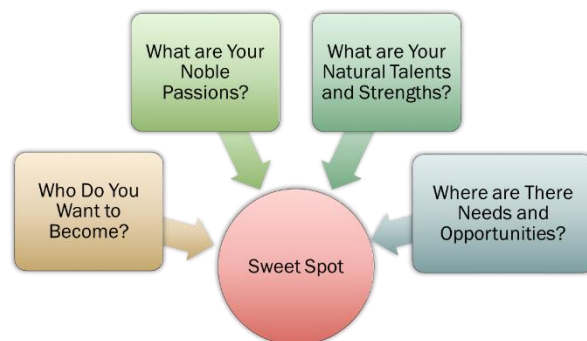 What are Your
Noble
Passions?
What are Your
Natural Talents
and Strengths?
Who Do You
Want to
Become?
Where are There
Needs and
Opportunities?
Sweet Spot